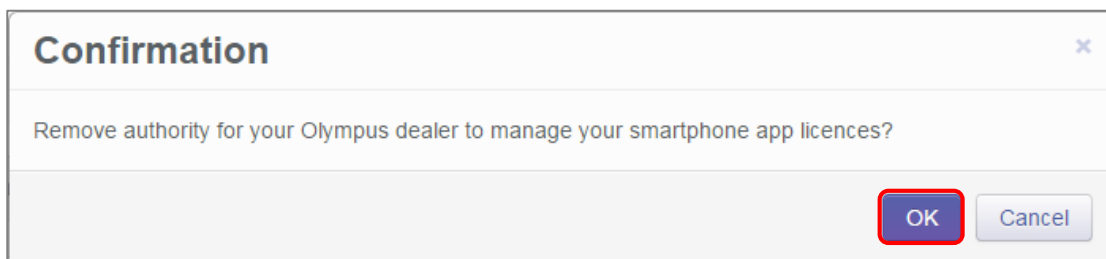 Confirmation
×
Remove authority for your Olympus dealer to manage your smartphone app licences?
OK
Cancel